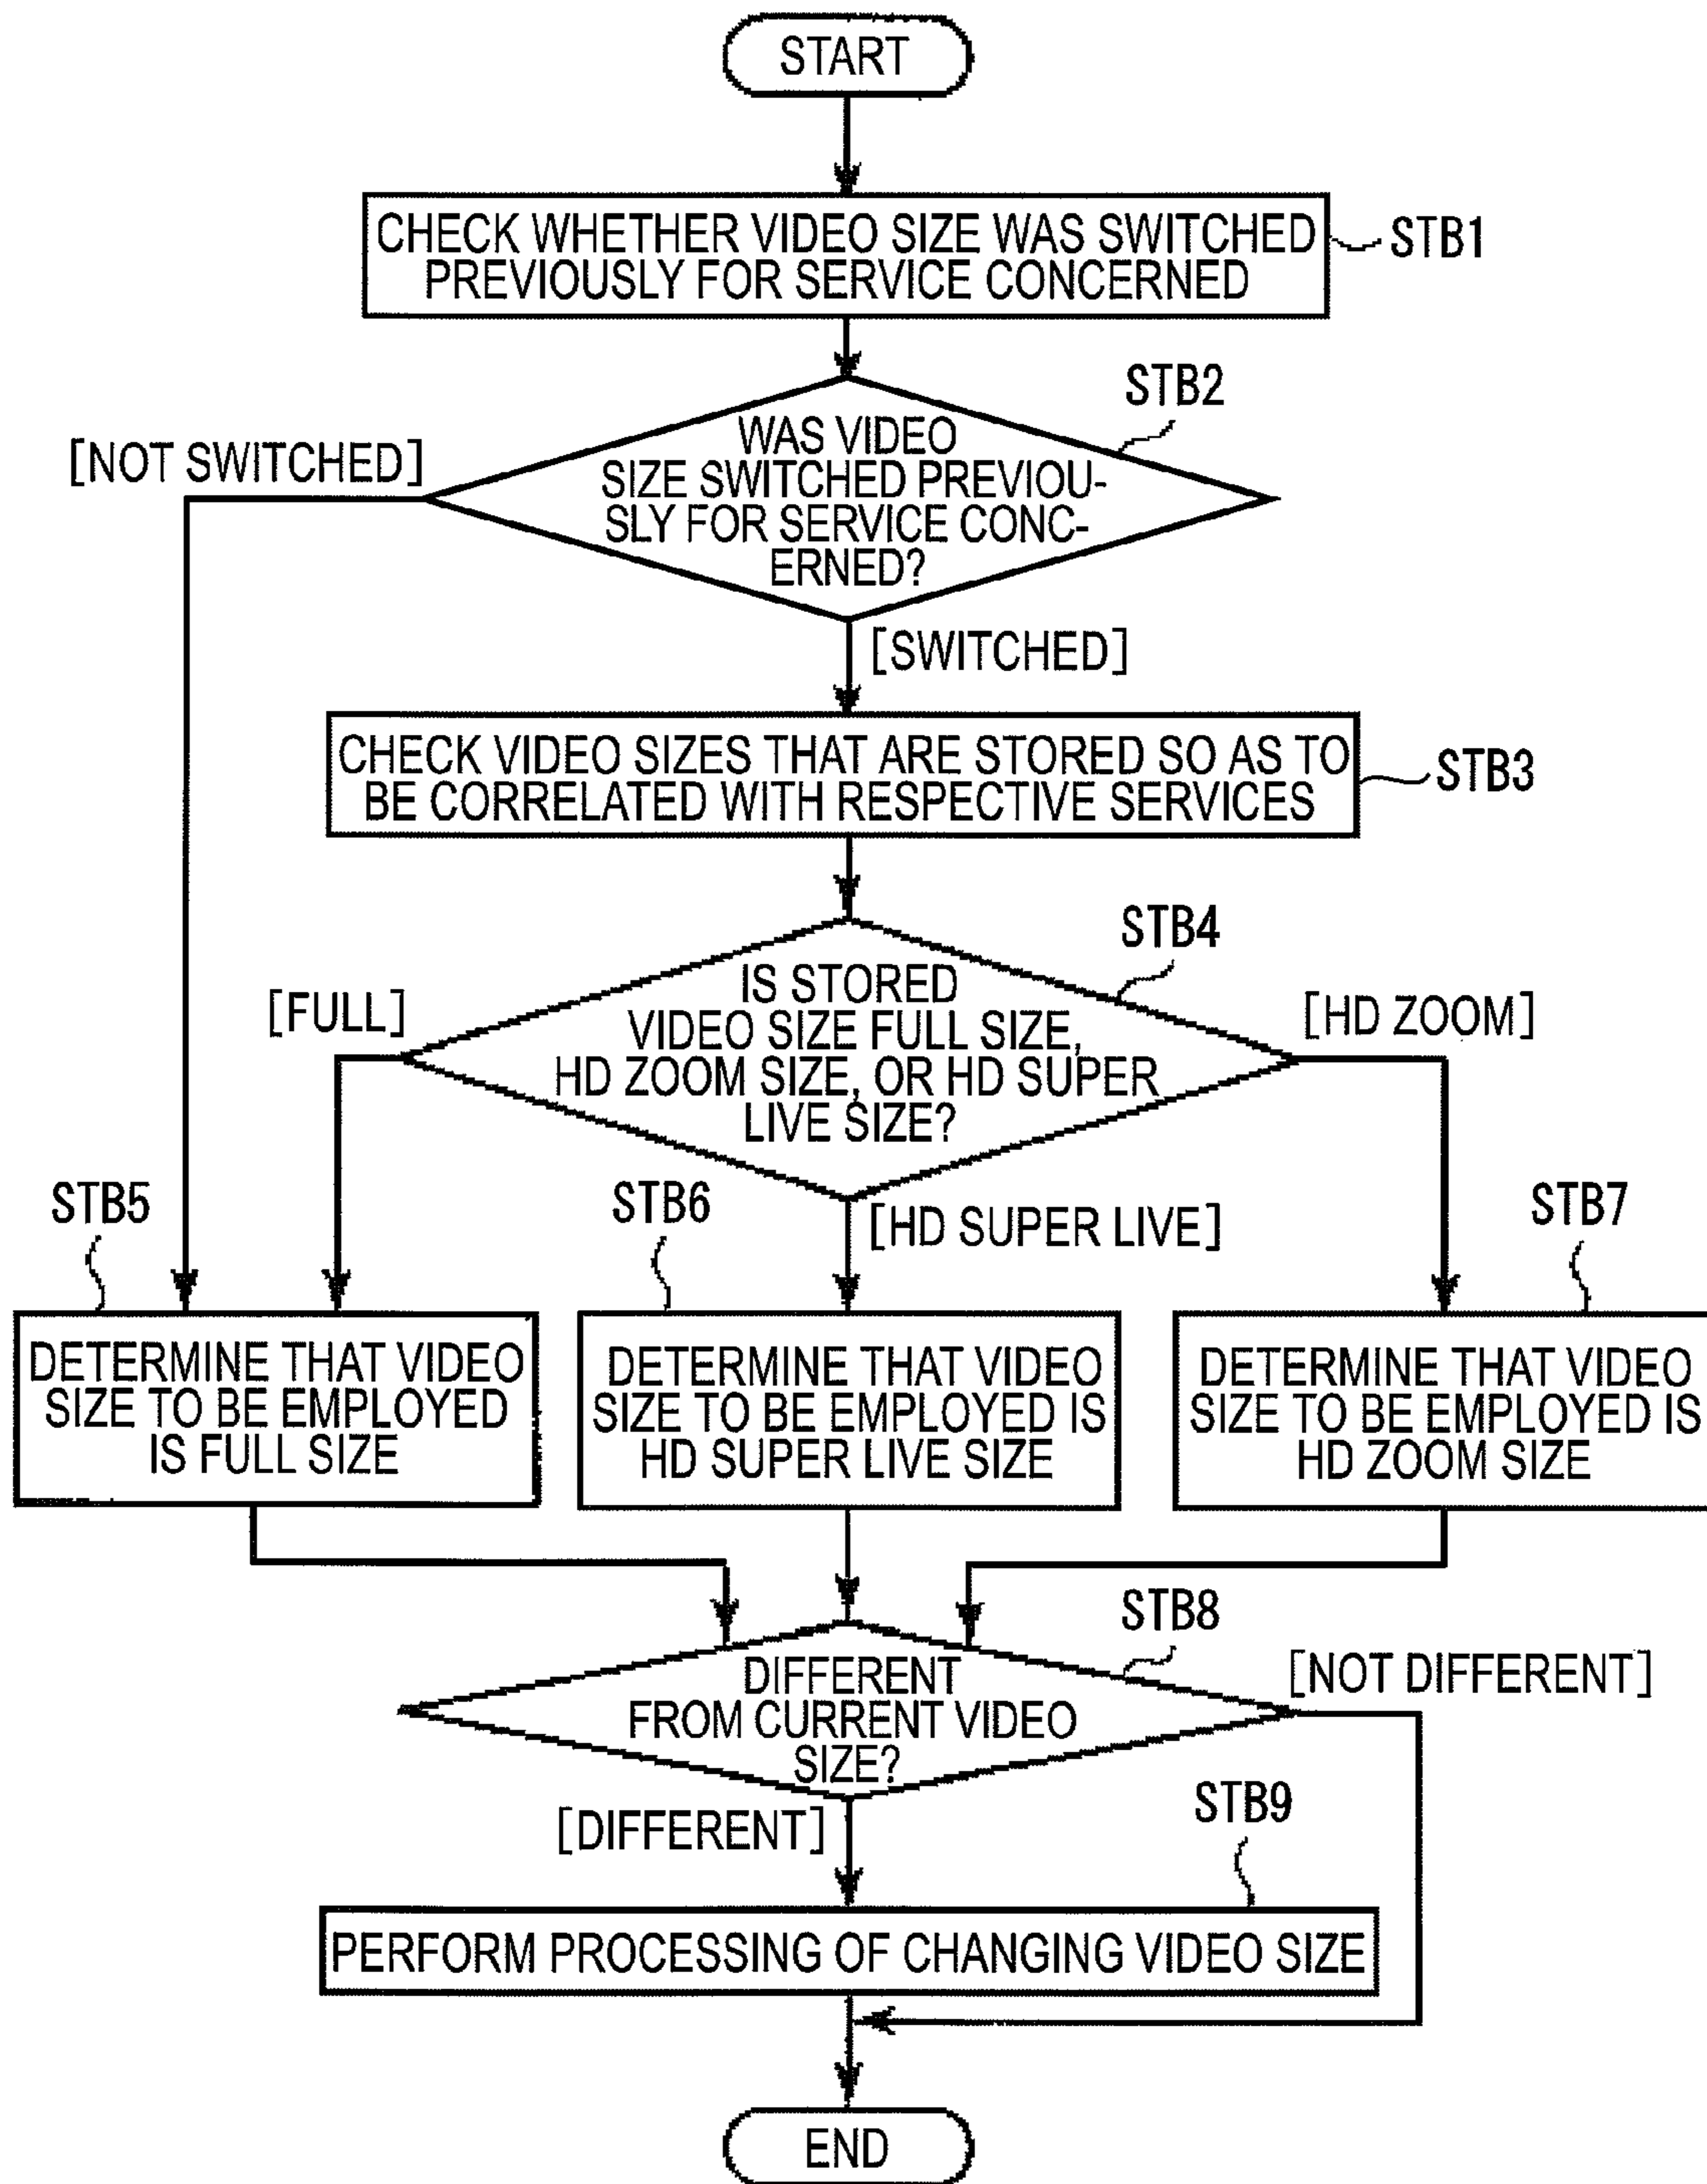 START
CHECK WHETHER VIDEO SIZE WAS SWITCHED
PREVIOUSLY FOR SERVICE CONCERNED
STB1
STB2
[NOT SWITCHED]
WAS VIDEO
SIZE SWITCHED PREVIOU-
SLY FOR SERVICE CONC-
ERNED?
[SWITCHED]
CHECK VIDEO SIZES THAT ARE STORED SO AS TO
BE CORRELATED WITH RESPECTIVE SERVICES
STB3
STB4
[FULL]
IS STORED
VIDEO SIZE FULL SIZE,
HD ZOOM SIZE, OR HD SUPER
LIVE SIZE?
[HD ZOOM]
STB5
STB6
[HD SUPER LIVE]
STB7
DETERMINE THAT VIDEO
SIZE TO BE EMPLOYED
IS FULL SIZE
DETERMINE THAT VIDEO
SIZE TO BE EMPLOYED IS
HD SUPER LIVE SIZE
DETERMINE THAT VIDEO
SIZE TO BE EMPLOYED IS
HD ZOOM SIZE
STB8
DIFFERENT
FROM CURRENT VIDEO
SIZE?
[NOT DIFFERENT]
[DIFFERENT]
STB9
PERFORM PROCESSING OF CHANGING VIDEO SIZE
END